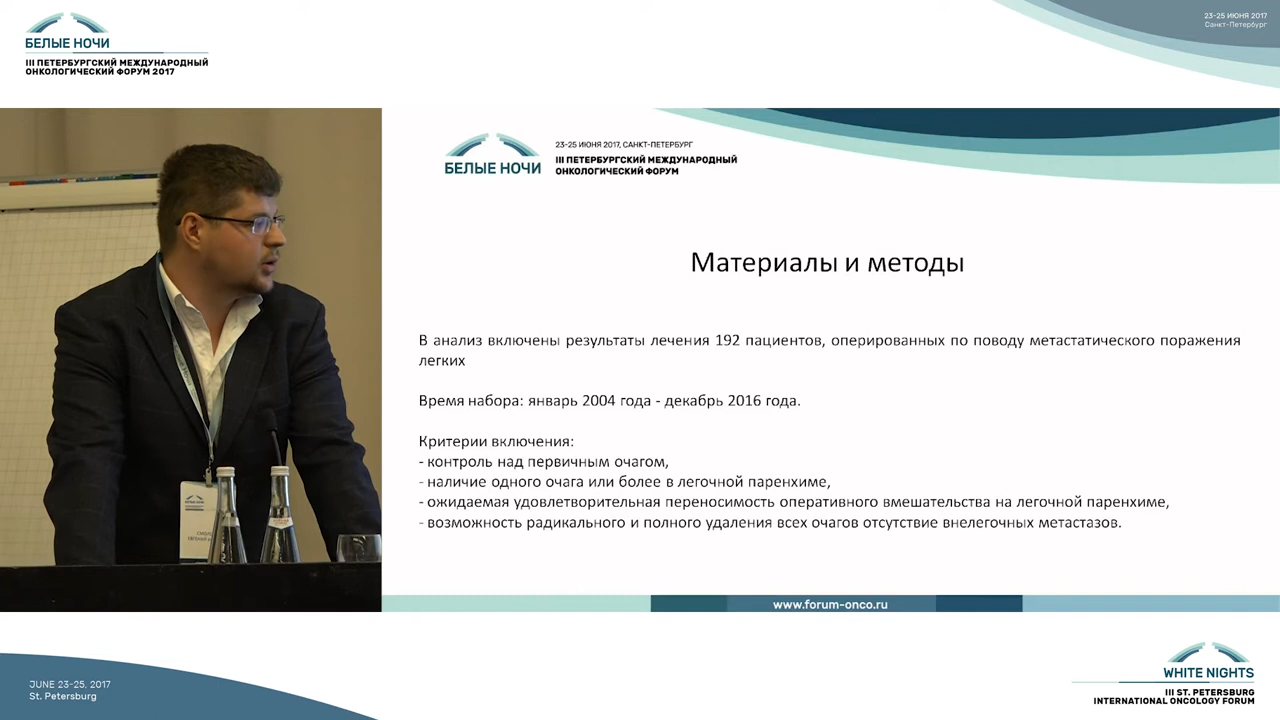 БЕЛЫЕ НОЧИ
III ПЕТЕРБУРГСКИЙ МЕЖДУНАРОДНЫЙ
ОНКОЛОГИЧЕСКИЙ ФОРУМ 2017
23-25 ИЮНЯ 2017
Санкт-Петербург
БЕЛЫЕ НОЧИ
23-25 ИЮНЯ 2017, САНКТ-ПЕТЕРБУРГ
III ПЕТЕРБУРГСКИЙ МЕЖДУНАРОДНЫЙ
ОНКОЛОГИЧЕСКИЙ ФОРУМ
Материалы и методы
В анализ включены результаты лечения 192 пациентов, оперированных по поводу метастатического поражения
легких
Время набора: январь 2004 года - декабрь 2016 года.
Критерии включения:
- контроль над первичным очагом,
- наличие одного очага или более в легочной паренхиме,
- ожидаемая удовлетворительная переносимость оперативного вмешательства на легочной паренхиме,
- возможность радикального и полного удаления всех очагов отсутствие внелегочных метастазов.
www.forum-onco.ru
БЕЛЫЕ НОЧИ
JUNE 23-25, 2017
St. Petersburg
WHITE NIGHTS
III ST. PETERSBURG
INTERNATIONAL ONCOLOGY FORUM